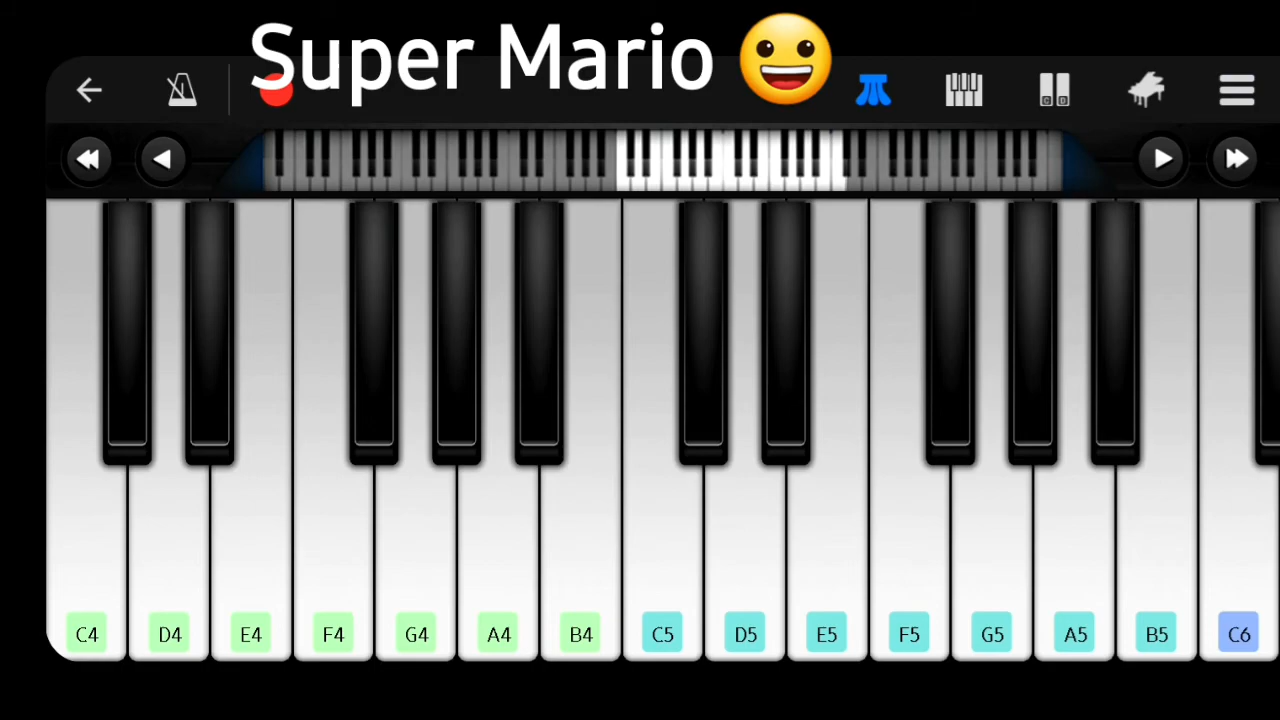 Super Mario 😀
C4 D4 E4 F4 G4 A4 B4 C5 D5 E5 F5 G5 A5 B5 C6